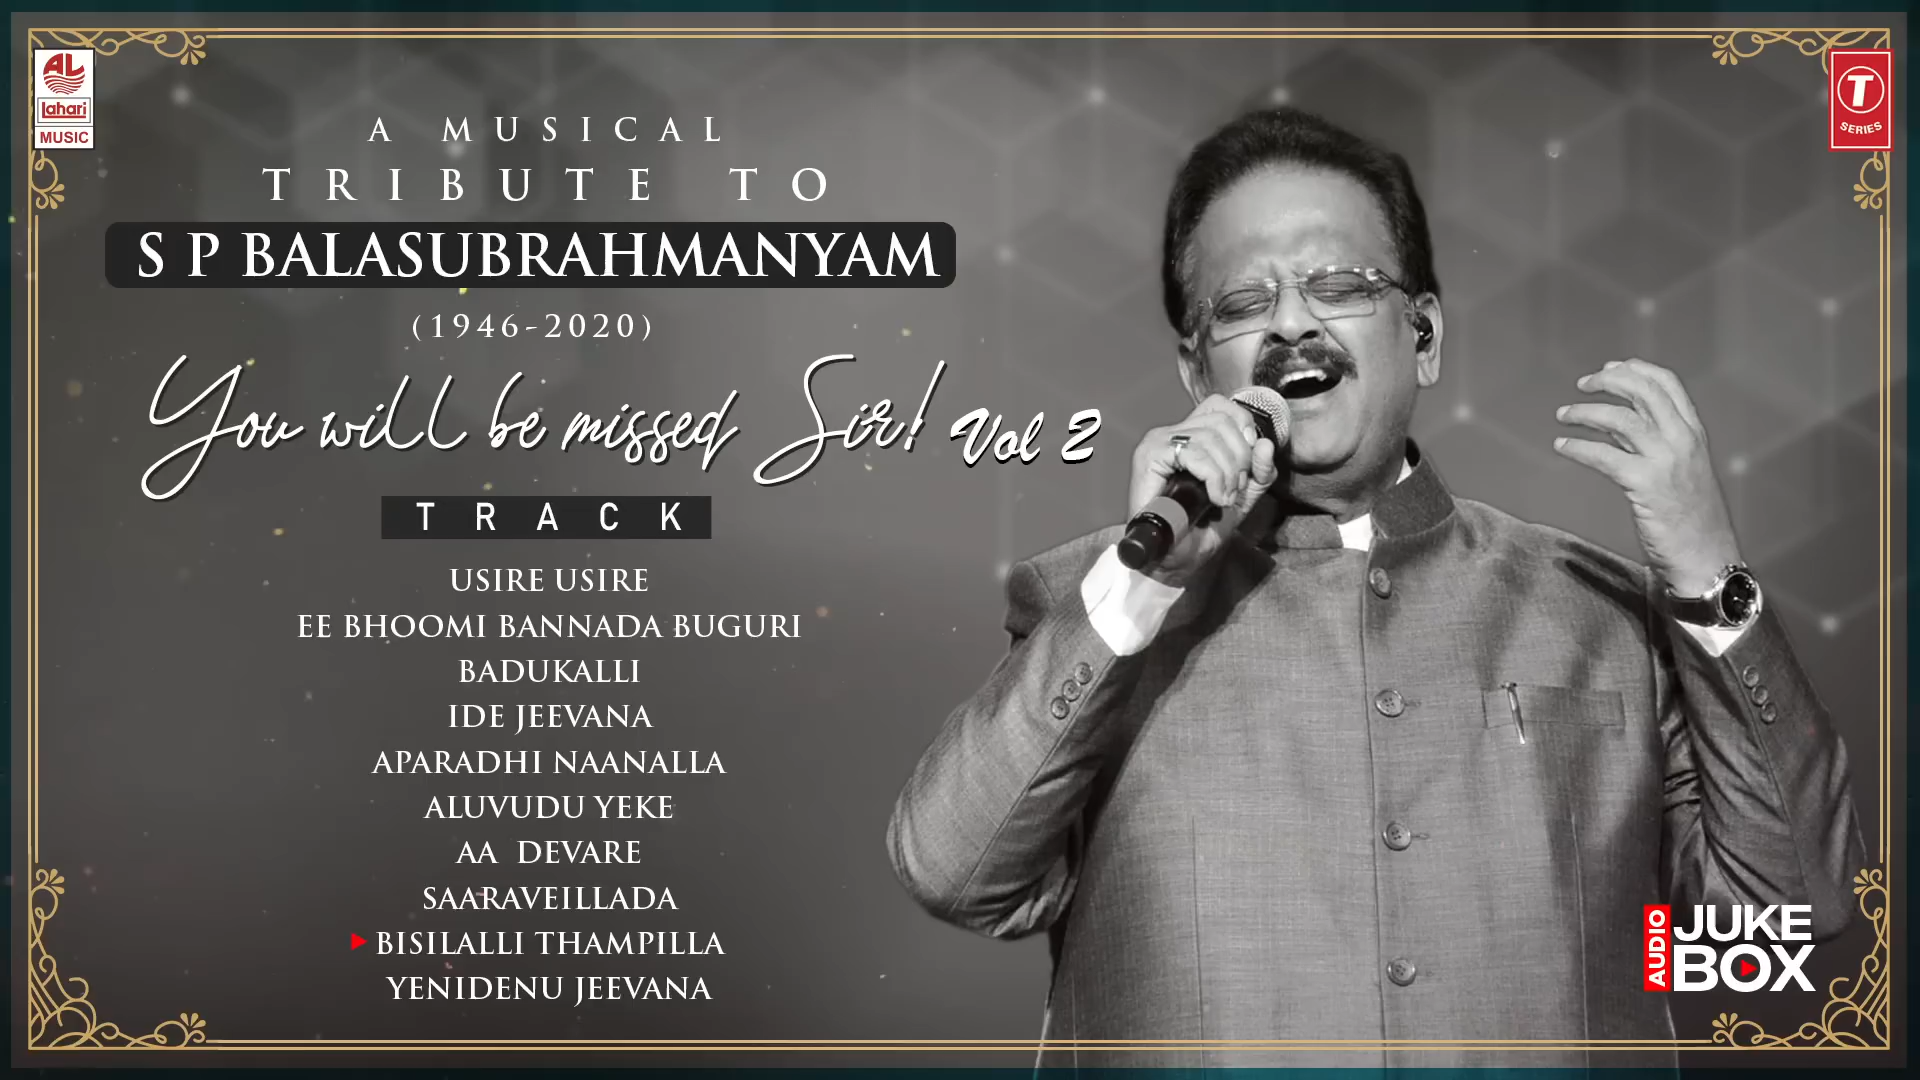 AL
lahari
MUSIC
T
SERIES
A MUSICAL
TRIBUTE TO
S P BALASUBRAHMANYAM
(1946-2020)
You will be missed Sir! Vol 2
TRACK
USIRE USIRE
EE BHOOMI BANNADA BUGURI
BADUKALLI
IDE JEEVANA
APARADHI NAANALLA
ALUVUDU YEKE
AA DEVARE
SAARAVEILLADA
BISILALLI THAMPILLA
YENIDENU JEEVANA
AUDIO
JUKE
BOX